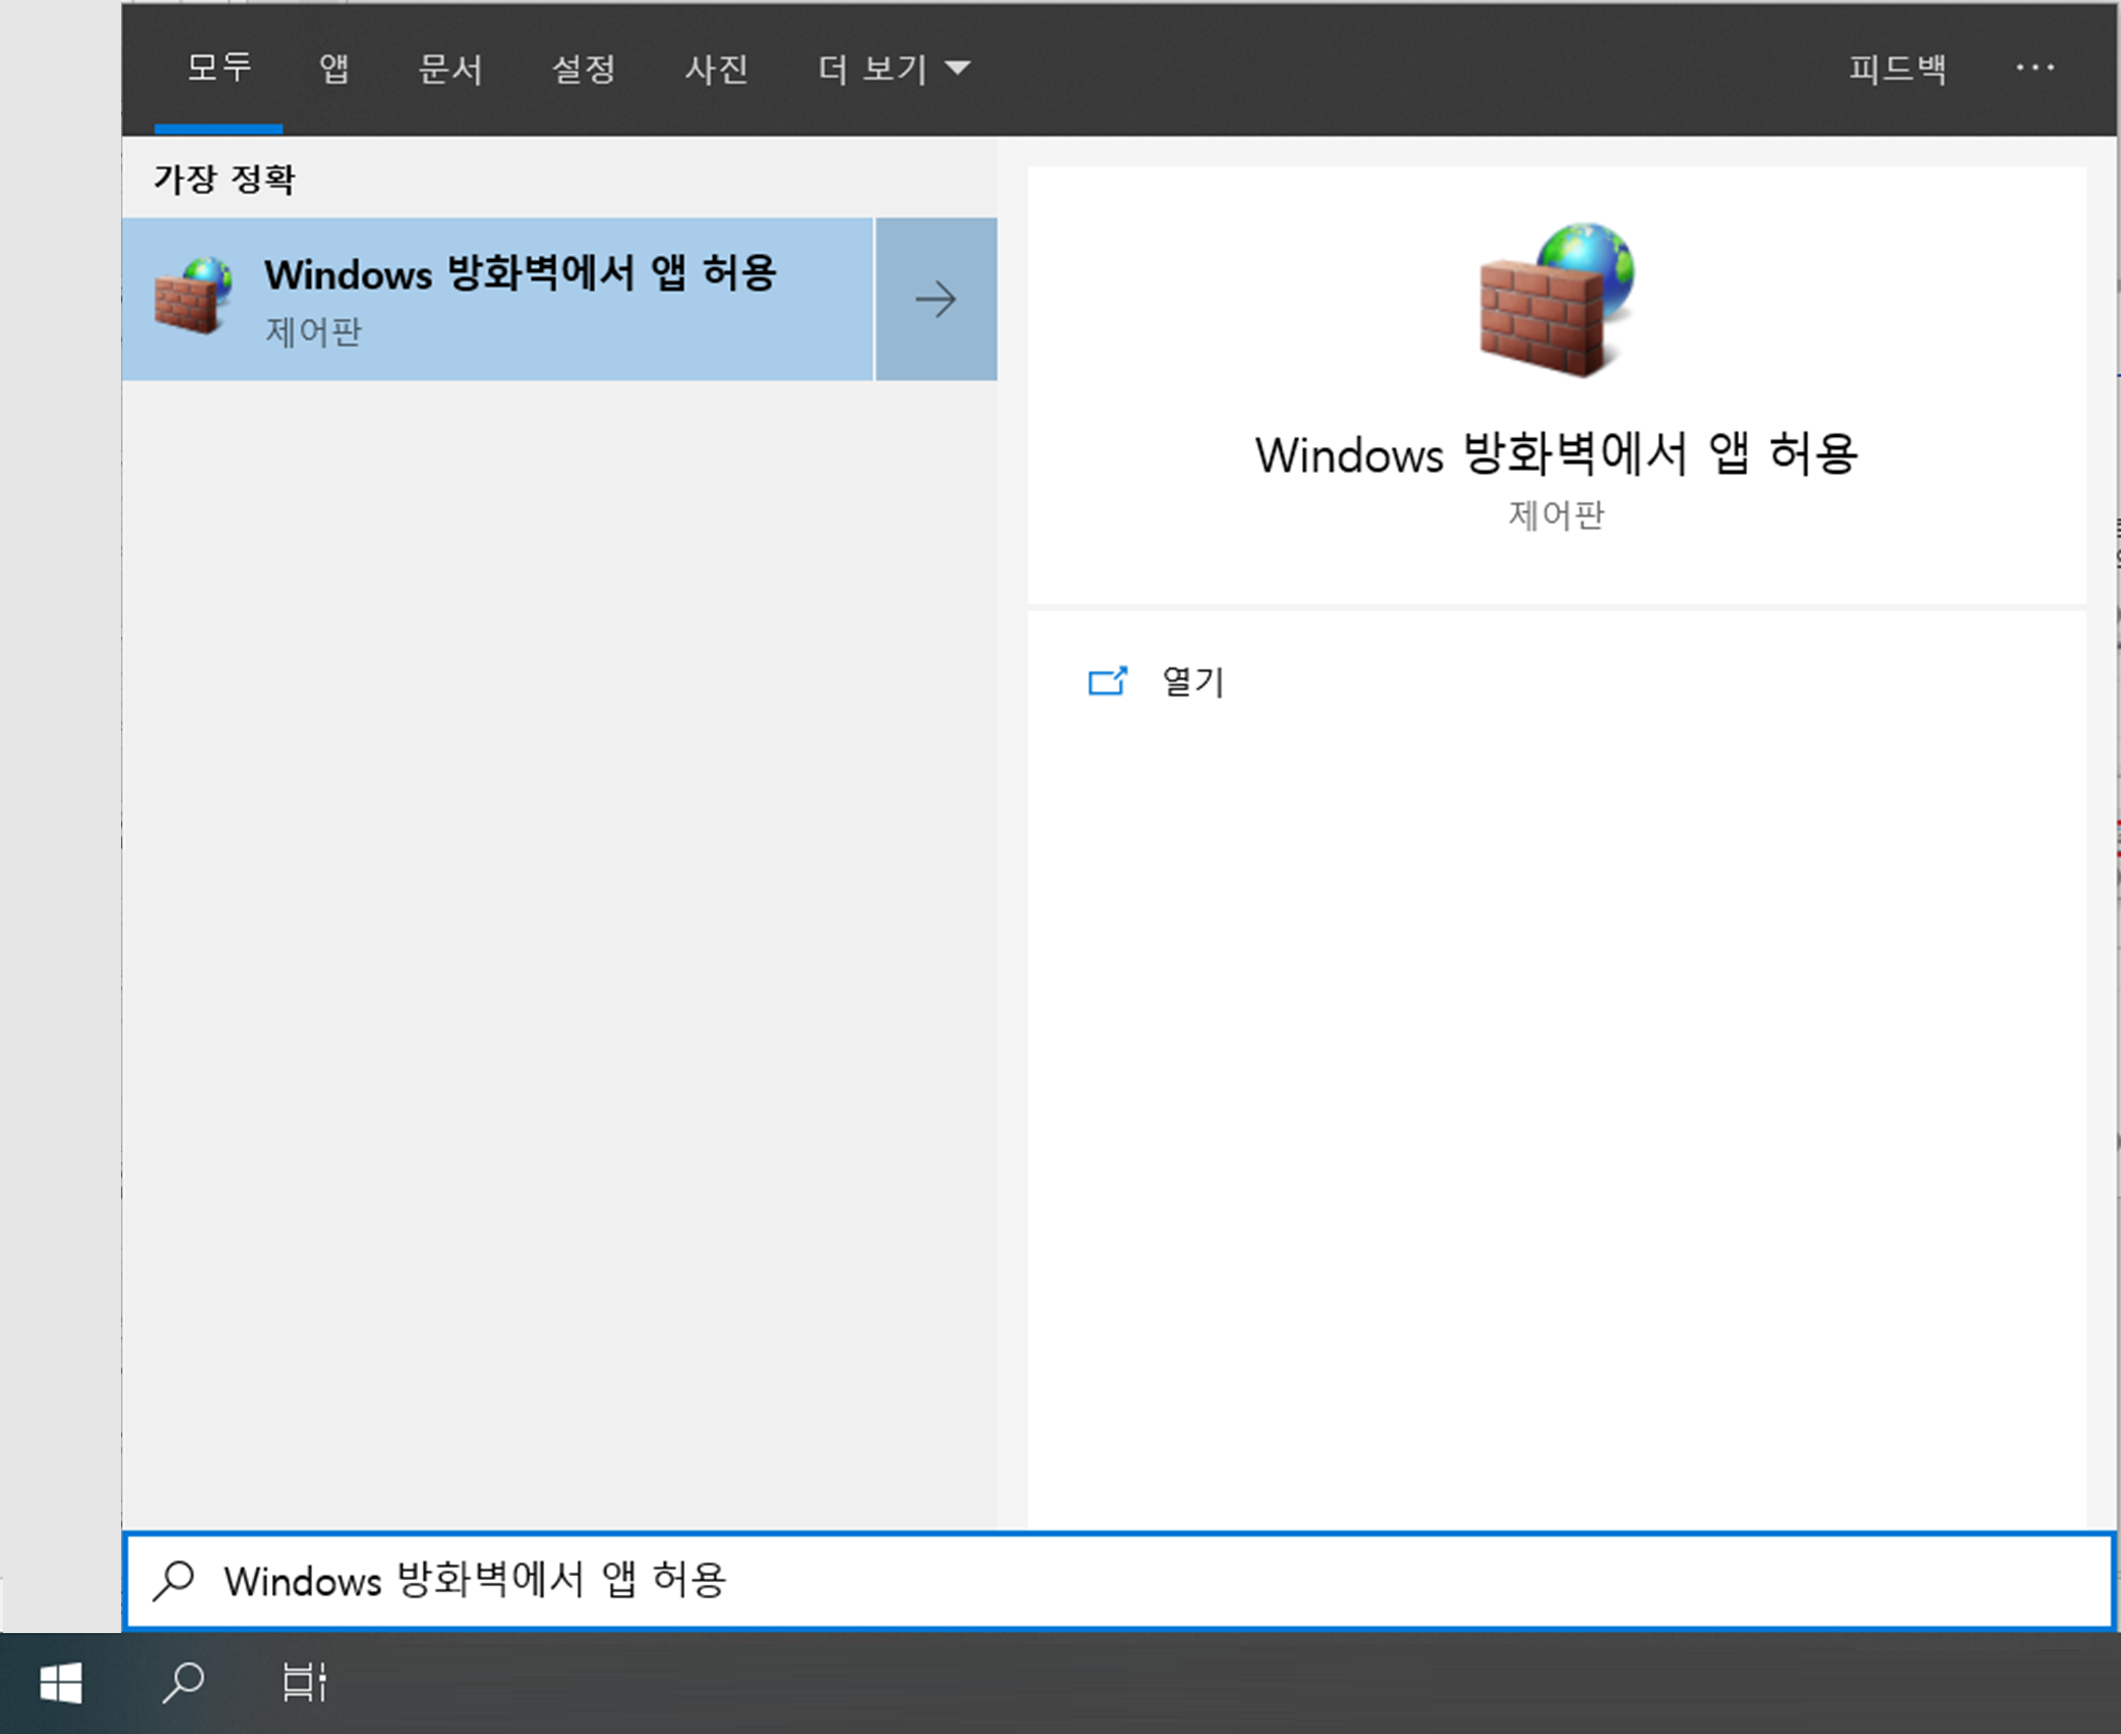 모두 앱 문서 설정 사진 더 보기 피드백 ···
가장 정확
Windows 방화벽에서 앱 허용
제어판
Windows 방화벽에서 앱 허용
제어판
열기
Windows 방화벽에서 앱 허용